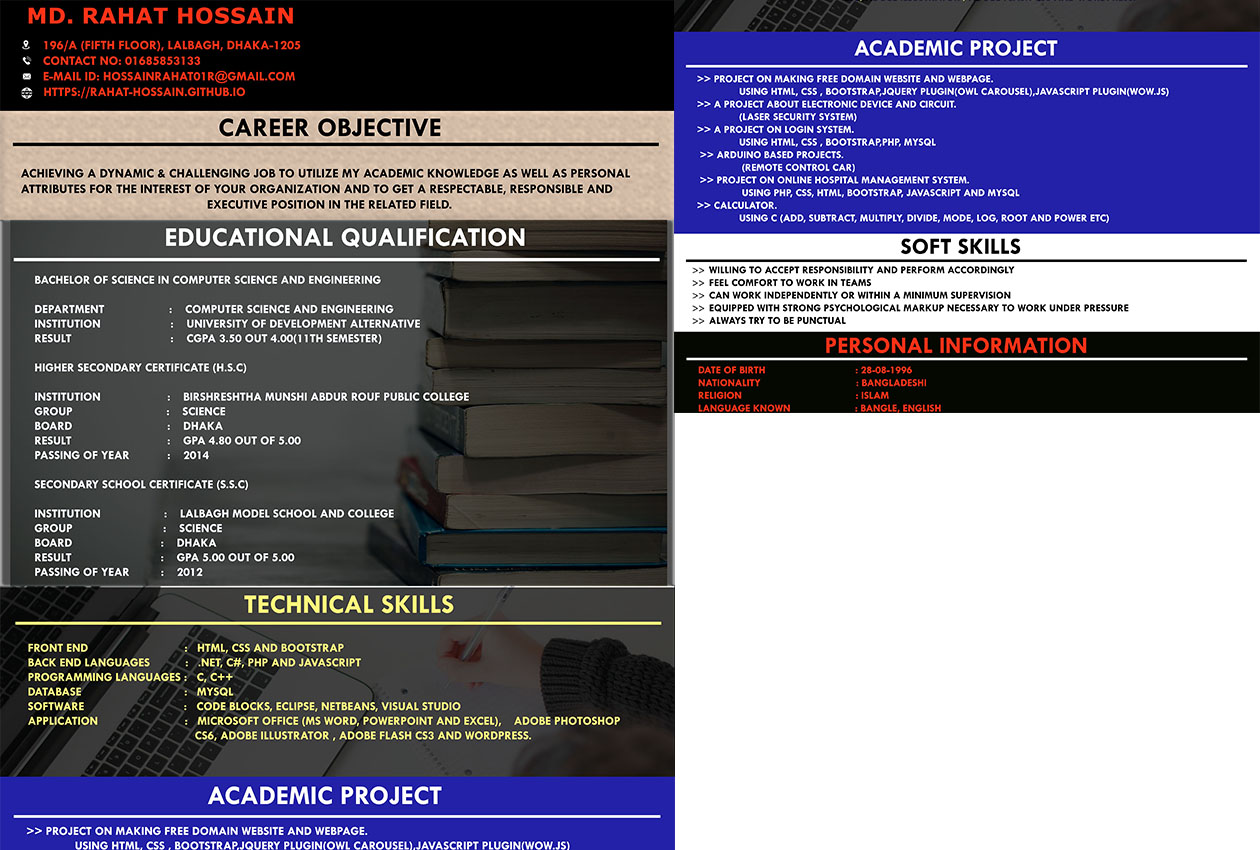 MD. RAHAT HOSSAIN
196/A (FIFTH FLOOR), LALBAGH, DHAKA-1205
CONTACT NO: 01685853133
E-MAIL ID: HOSSAINRAHAT01R@GMAIL.COM
HTTPS://RAHAT-HOSSAIN.GITHUB.IO
CAREER OBJECTIVE
ACHIEVING A DYNAMIC & CHALLENGING JOB TO UTILIZE MY ACADEMIC KNOWLEDGE AS WELL AS PERSONAL
ATTRIBUTES FOR THE INTEREST OF YOUR ORGANIZATION AND TO GET A RESPECTABLE, RESPONSIBLE AND
EXECUTIVE POSITION IN THE RELATED FIELD.
EDUCATIONAL QUALIFICATION
BACHELOR OF SCIENCE IN COMPUTER SCIENCE AND ENGINEERING
DEPARTMENT : COMPUTER SCIENCE AND ENGINEERING
INSTITUTION : UNIVERSITY OF DEVELOPMENT ALTERNATIVE
RESULT : CGPA 3.50 OUT 4.00(11TH SEMESTER)
HIGHER SECONDARY CERTIFICATE (H.S.C)
INSTITUTION : BIRSHRESHTHA MUNSHI ABDUR ROUF PUBLIC COLLEGE
GROUP : SCIENCE
BOARD : DHAKA
RESULT : GPA 4.80 OUT OF 5.00
PASSING OF YEAR : 2014
SECONDARY SCHOOL CERTIFICATE (S.S.C)
INSTITUTION : LALBAGH MODEL SCHOOL AND COLLEGE
GROUP : SCIENCE
BOARD : DHAKA
RESULT : GPA 5.00 OUT OF 5.00
PASSING OF YEAR : 2012
TECHNICAL SKILLS
FRONT END : HTML, CSS AND BOOTSTRAP
BACK END LANGUAGES : .NET, C#, PHP AND JAVASCRIPT
PROGRAMMING LANGUAGES : C, C++
DATABASE : MYSQL
SOFTWARE : CODE BLOCKS, ECLIPSE, NETBEANS, VISUAL STUDIO
APPLICATION : MICROSOFT OFFICE (MS WORD, POWERPOINT AND EXCEL), ADOBE PHOTOSHOP
CS6, ADOBE ILLUSTRATOR , ADOBE FLASH CS3 AND WORDPRESS.
ACADEMIC PROJECT
>> PROJECT ON MAKING FREE DOMAIN WEBSITE AND WEBPAGE.
USING HTML, CSS , BOOTSTRAP,JQUERY PLUGIN(OWL CAROUSEL),JAVASCRIPT PLUGIN(WOW.JS)
ACADEMIC PROJECT
>> PROJECT ON MAKING FREE DOMAIN WEBSITE AND WEBPAGE.
USING HTML, CSS , BOOTSTRAP,JQUERY PLUGIN(OWL CAROUSEL),JAVASCRIPT PLUGIN(WOW.JS)
>> A PROJECT ABOUT ELECTRONIC DEVICE AND CIRCUIT.
(LASER SECURITY SYSTEM)
>> A PROJECT ON LOGIN SYSTEM.
USING HTML, CSS , BOOTSTRAP,PHP, MYSQL
>> ARDUINO BASED PROJECTS.
(REMOTE CONTROL CAR)
>> PROJECT ON ONLINE HOSPITAL MANAGEMENT SYSTEM.
USING PHP, CSS, HTML, BOOTSTRAP, JAVASCRIPT AND MYSQL
>> CALCULATOR.
USING C (ADD, SUBTRACT, MULTIPLY, DIVIDE, MODE, LOG, ROOT AND POWER ETC)
SOFT SKILLS
>> WILLING TO ACCEPT RESPONSIBILITY AND PERFORM ACCORDINGLY
>> FEEL COMFORT TO WORK IN TEAMS
>> CAN WORK INDEPENDENTLY OR WITHIN A MINIMUM SUPERVISION
>> EQUIPPED WITH STRONG PSYCHOLOGICAL MARKUP NECESSARY TO WORK UNDER PRESSURE
>> ALWAYS TRY TO BE PUNCTUAL
PERSONAL INFORMATION
DATE OF BIRTH : 28-08-1996
NATIONALITY : BANGLADESHI
RELIGION : ISLAM
LANGUAGE KNOWN : BANGLE, ENGLISH